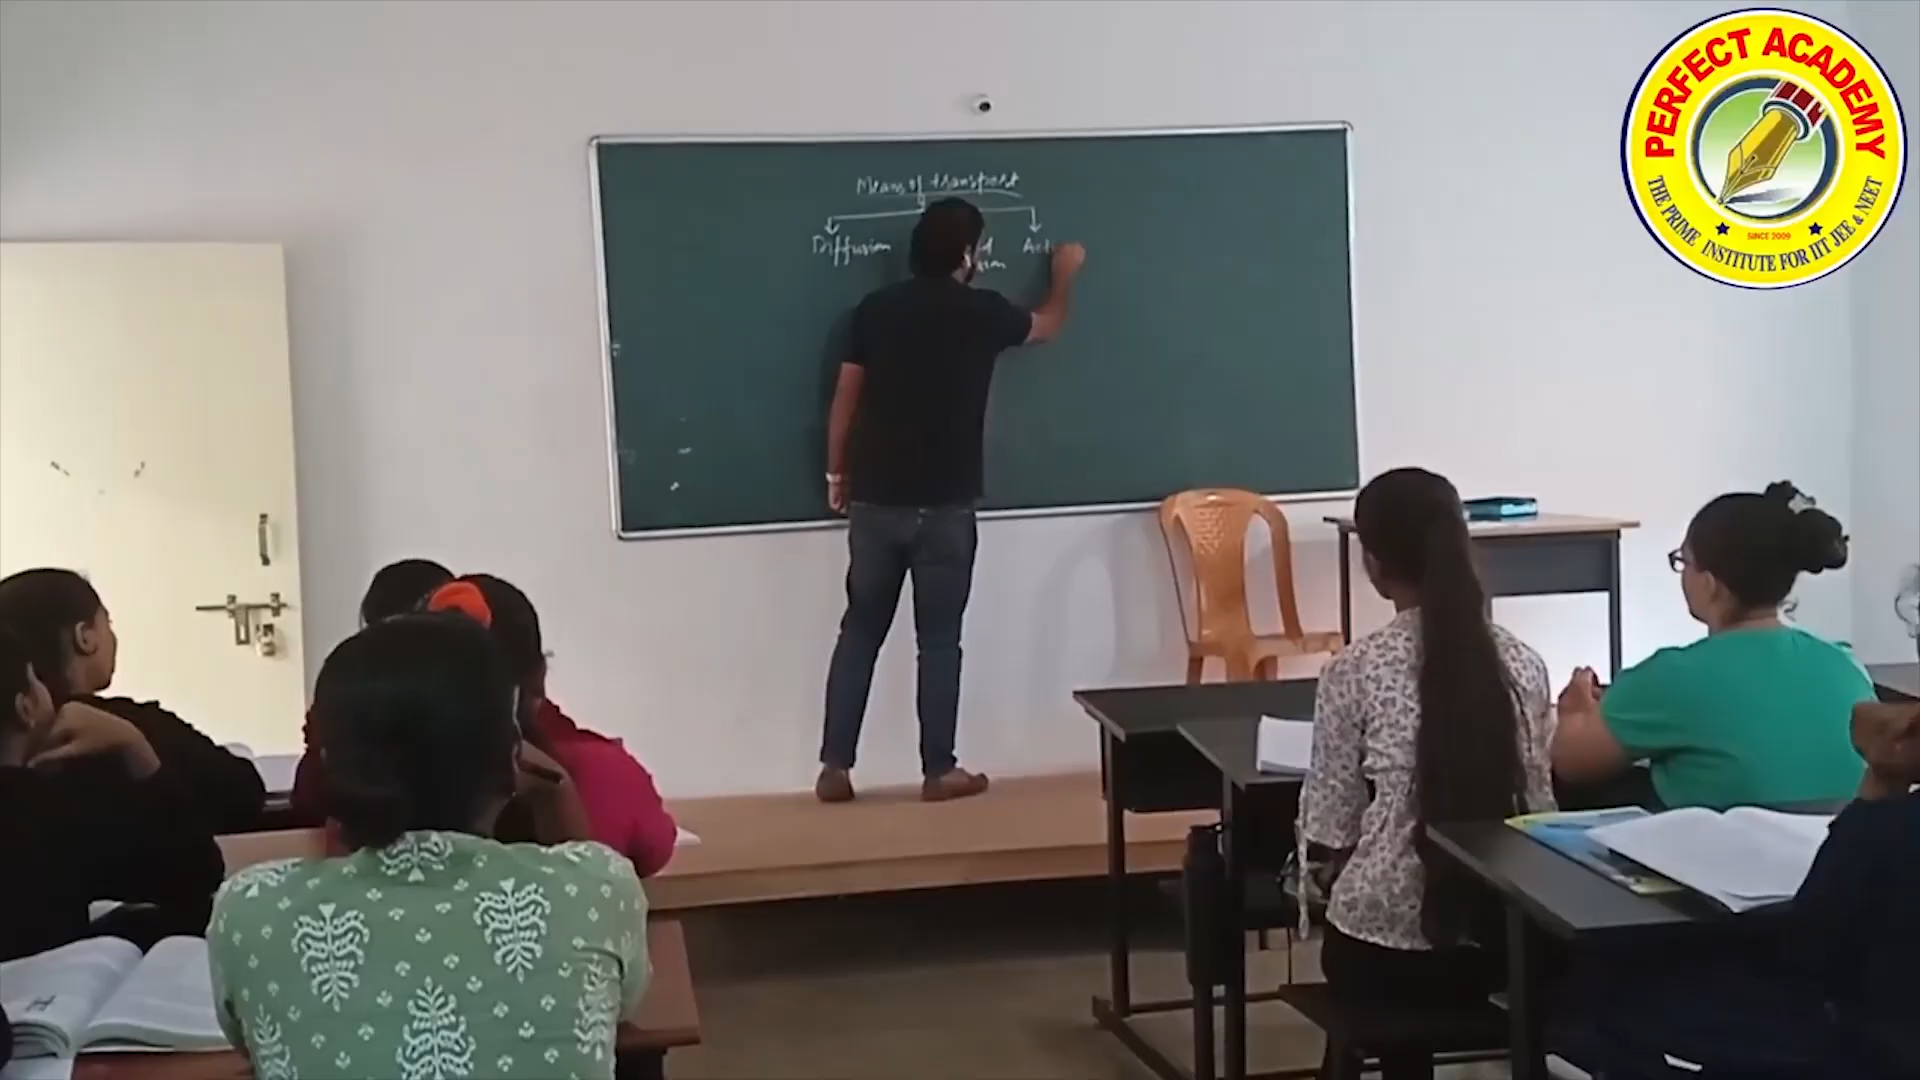 Means of transport
Diffusion
PERFECT ACADEMY
THE PRIME INSTITUTE FOR IIT JEE & NEET
SINCE 2009